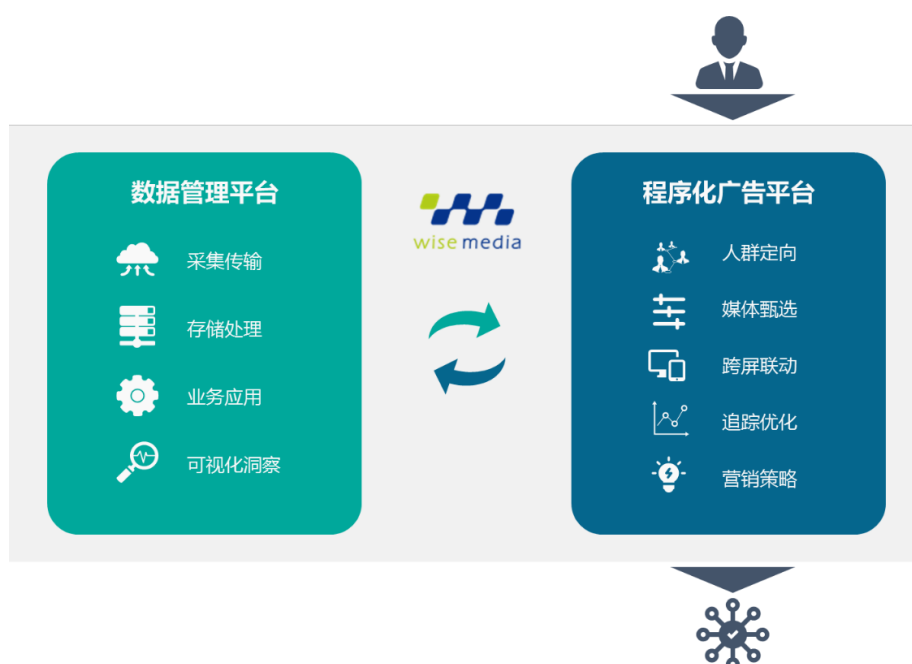 数据管理平台
采集传输
存储处理
业务应用
可视化洞察
wise media
程序化广告平台
人群定向
媒体甄选
跨屏联动
追踪优化
营销策略